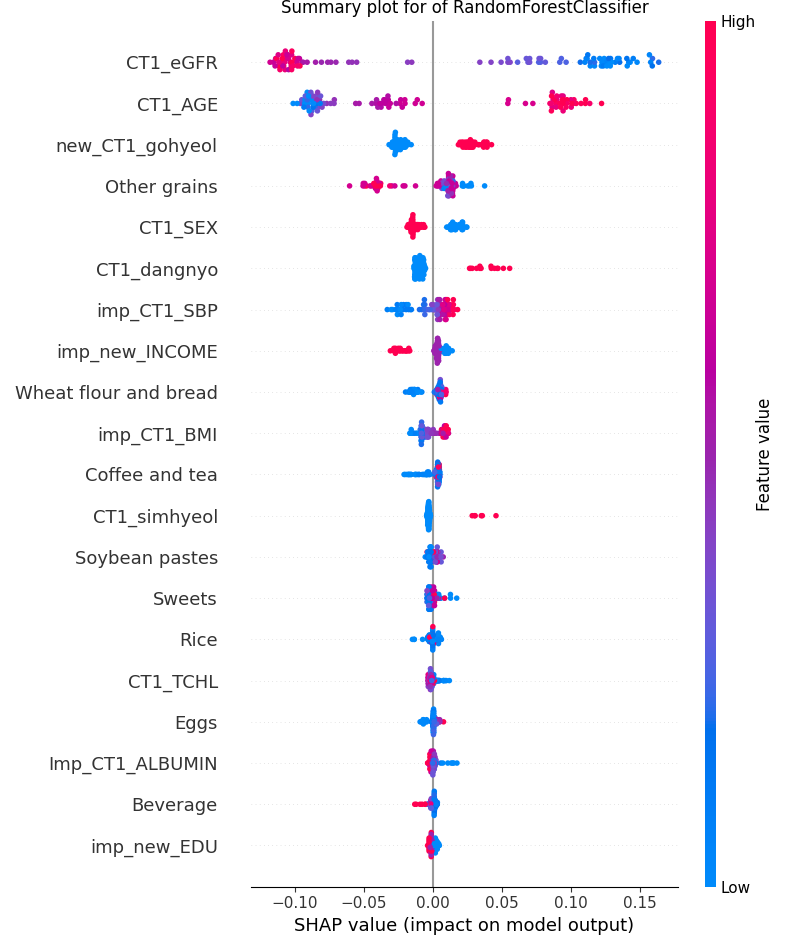 Summary plot for of RandomForestClassifier
High
CT1_eGFR
CT1_AGE
new_CT1_gohyeol
Other grains
CT1_SEX
CT1_dangnyo
imp_CT1_SBP
imp_new_INCOME
Wheat flour and bread
imp_CT1_BMI
Coffee and tea
CT1_simhyeol
Soybean pastes
Sweets
Rice
CT1_TCHL
Eggs
Imp_CT1_ALBUMIN
Beverage
imp_new_EDU
Feature value
Low
−0.10 −0.05 0.00 0.05 0.10 0.15
SHAP value (impact on model output)